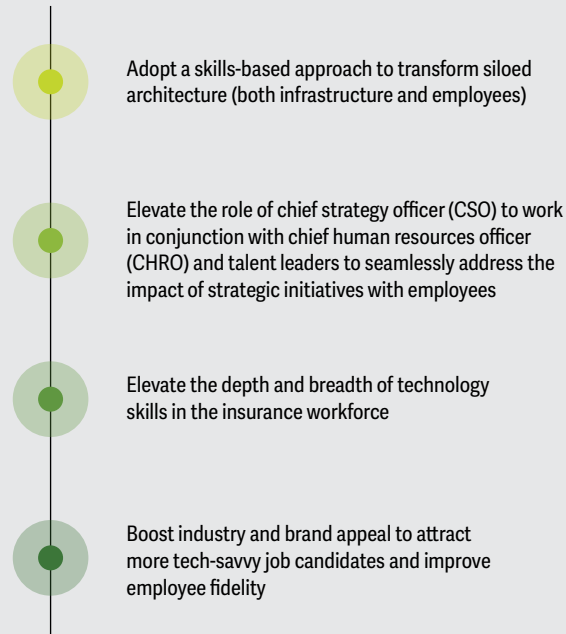 Adopt a skills-based approach to transform siloed
architecture (both infrastructure and employees)
Elevate the role of chief strategy officer (CSO) to work
in conjunction with chief human resources officer
(CHRO) and talent leaders to seamlessly address the
impact of strategic initiatives with employees
Elevate the depth and breadth of technology
skills in the insurance workforce
Boost industry and brand appeal to attract
more tech-savvy job candidates and improve
employee fidelity